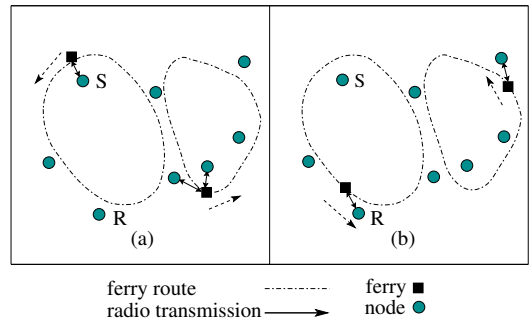 S
R
(a)
S
R
(b)
ferry route
ferry
radio transmission
node